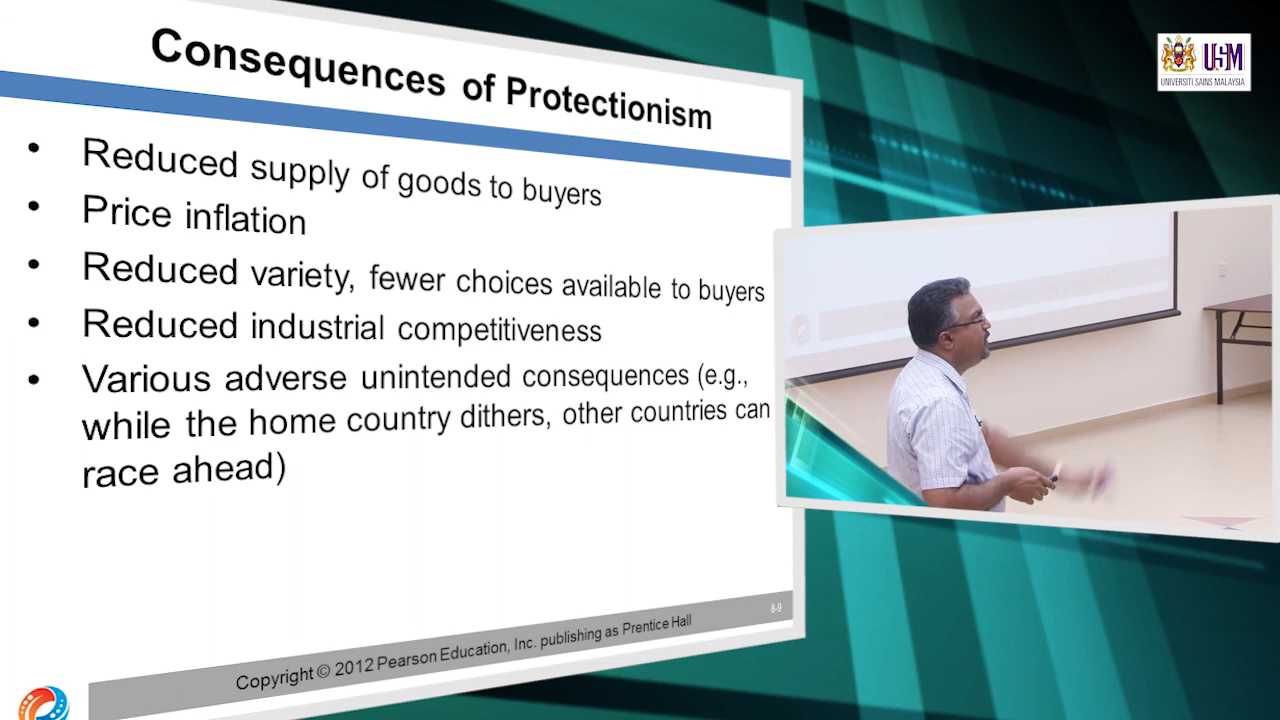 Consequences of Protectionism
• Reduced supply of goods to buyers
• Price inflation
• Reduced variety, fewer choices available to buyers
• Reduced industrial competitiveness
• Various adverse unintended consequences (e.g.,
while the home country dithers, other countries can
race ahead)
8-9
Copyright © 2012 Pearson Education, Inc. publishing as Prentice Hall
USM
UNIVERSITI SAINS MALAYSIA